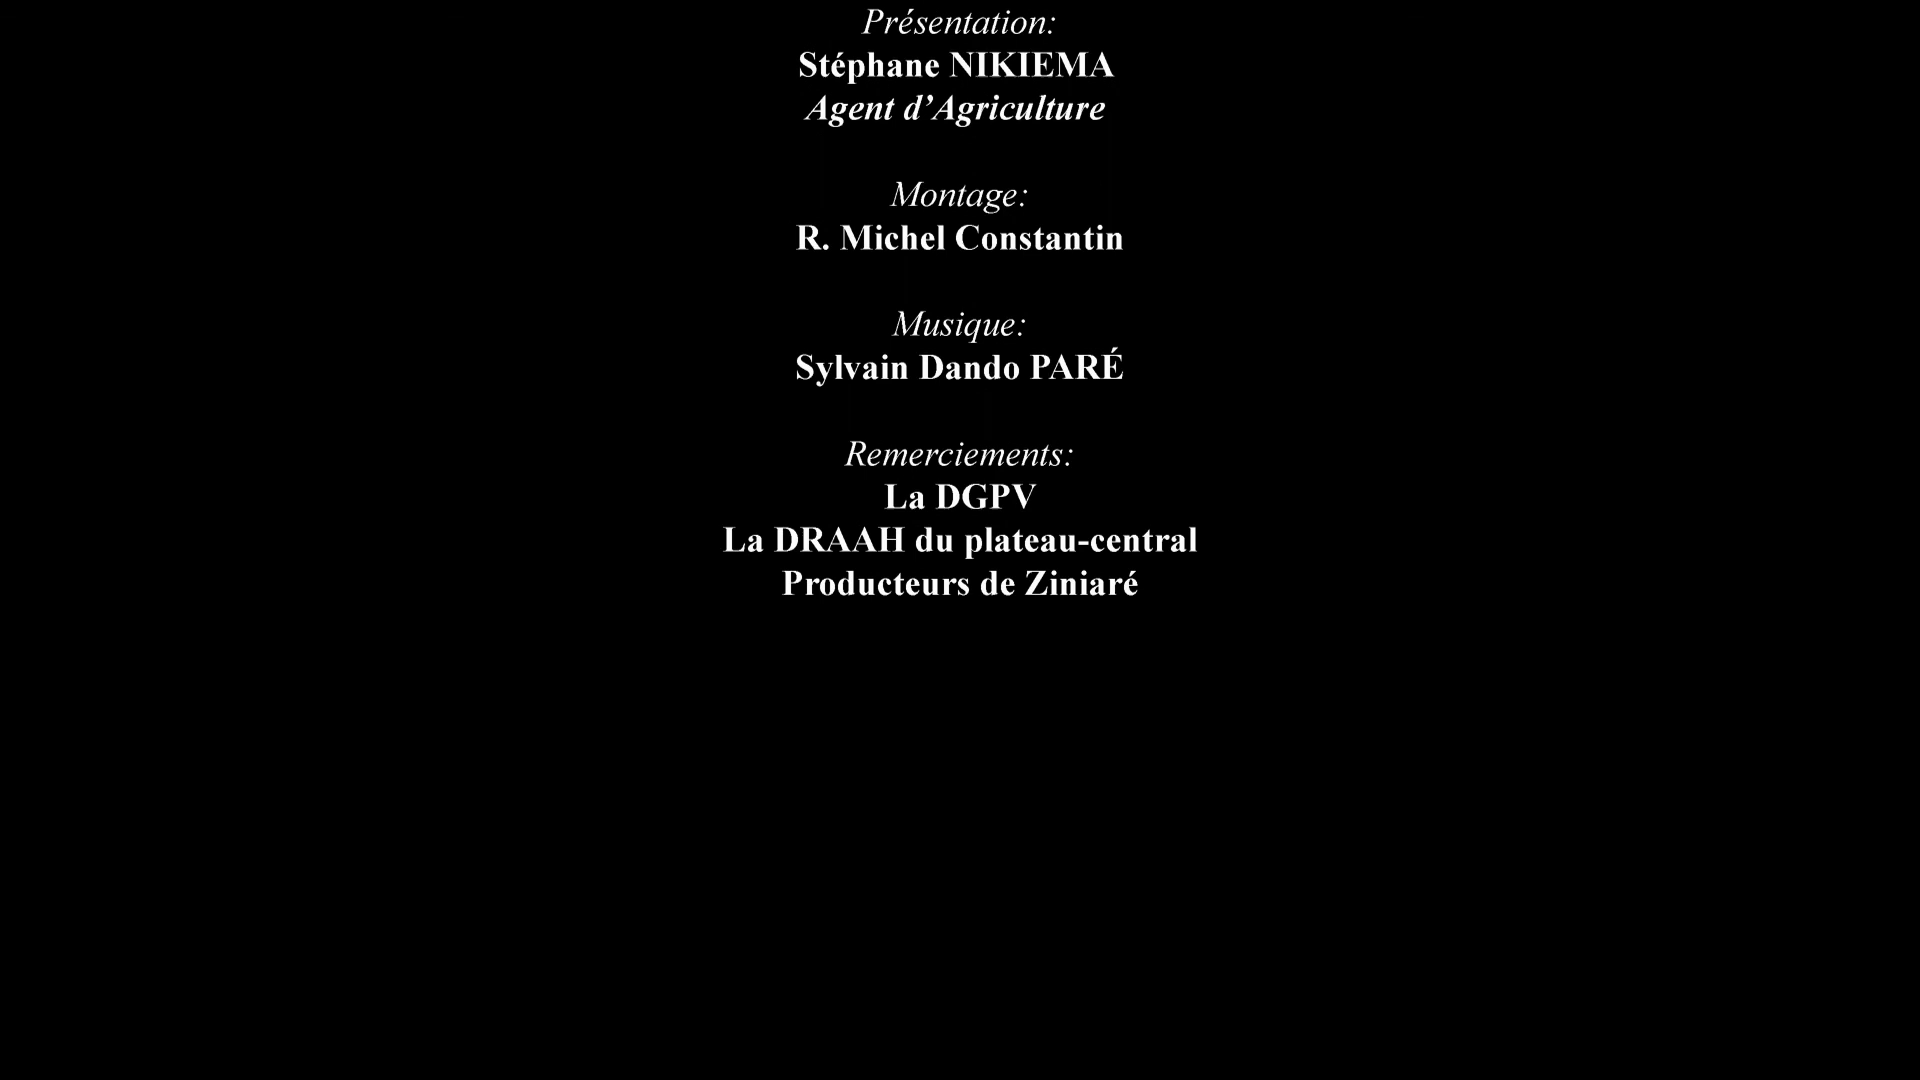 Présentation:
Stéphane NIKIEMA
Agent d’Agriculture
Montage:
R. Michel Constantin
Musique:
Sylvain Dando PARÉ
Remerciements:
La DGPV
La DRAAH du plateau-central
Producteurs de Ziniaré